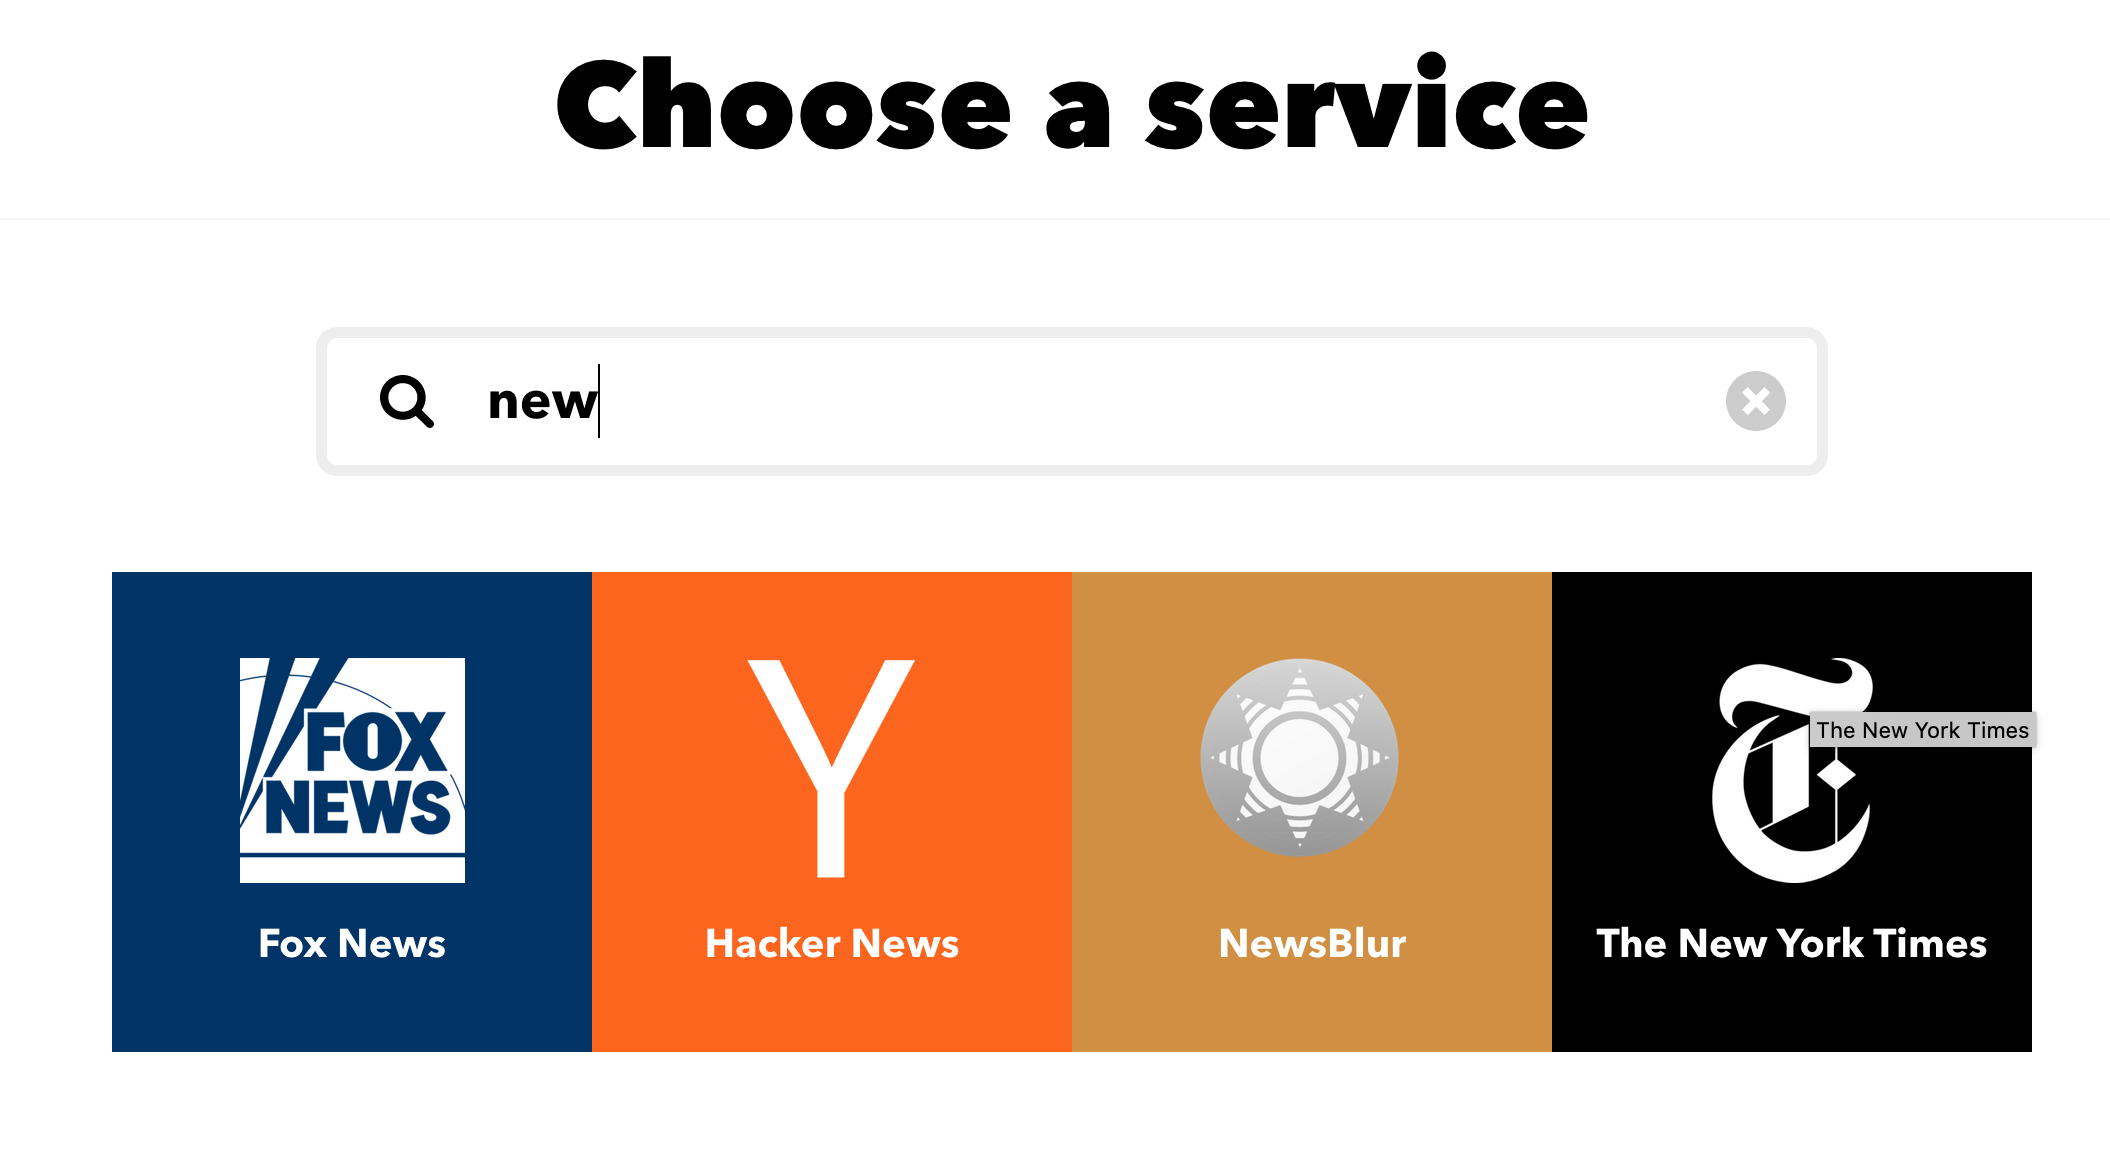 Choose a service
new
FOX
NEWS
Y
T
The New York Times
Fox News
Hacker News
NewsBlur
The New York Times